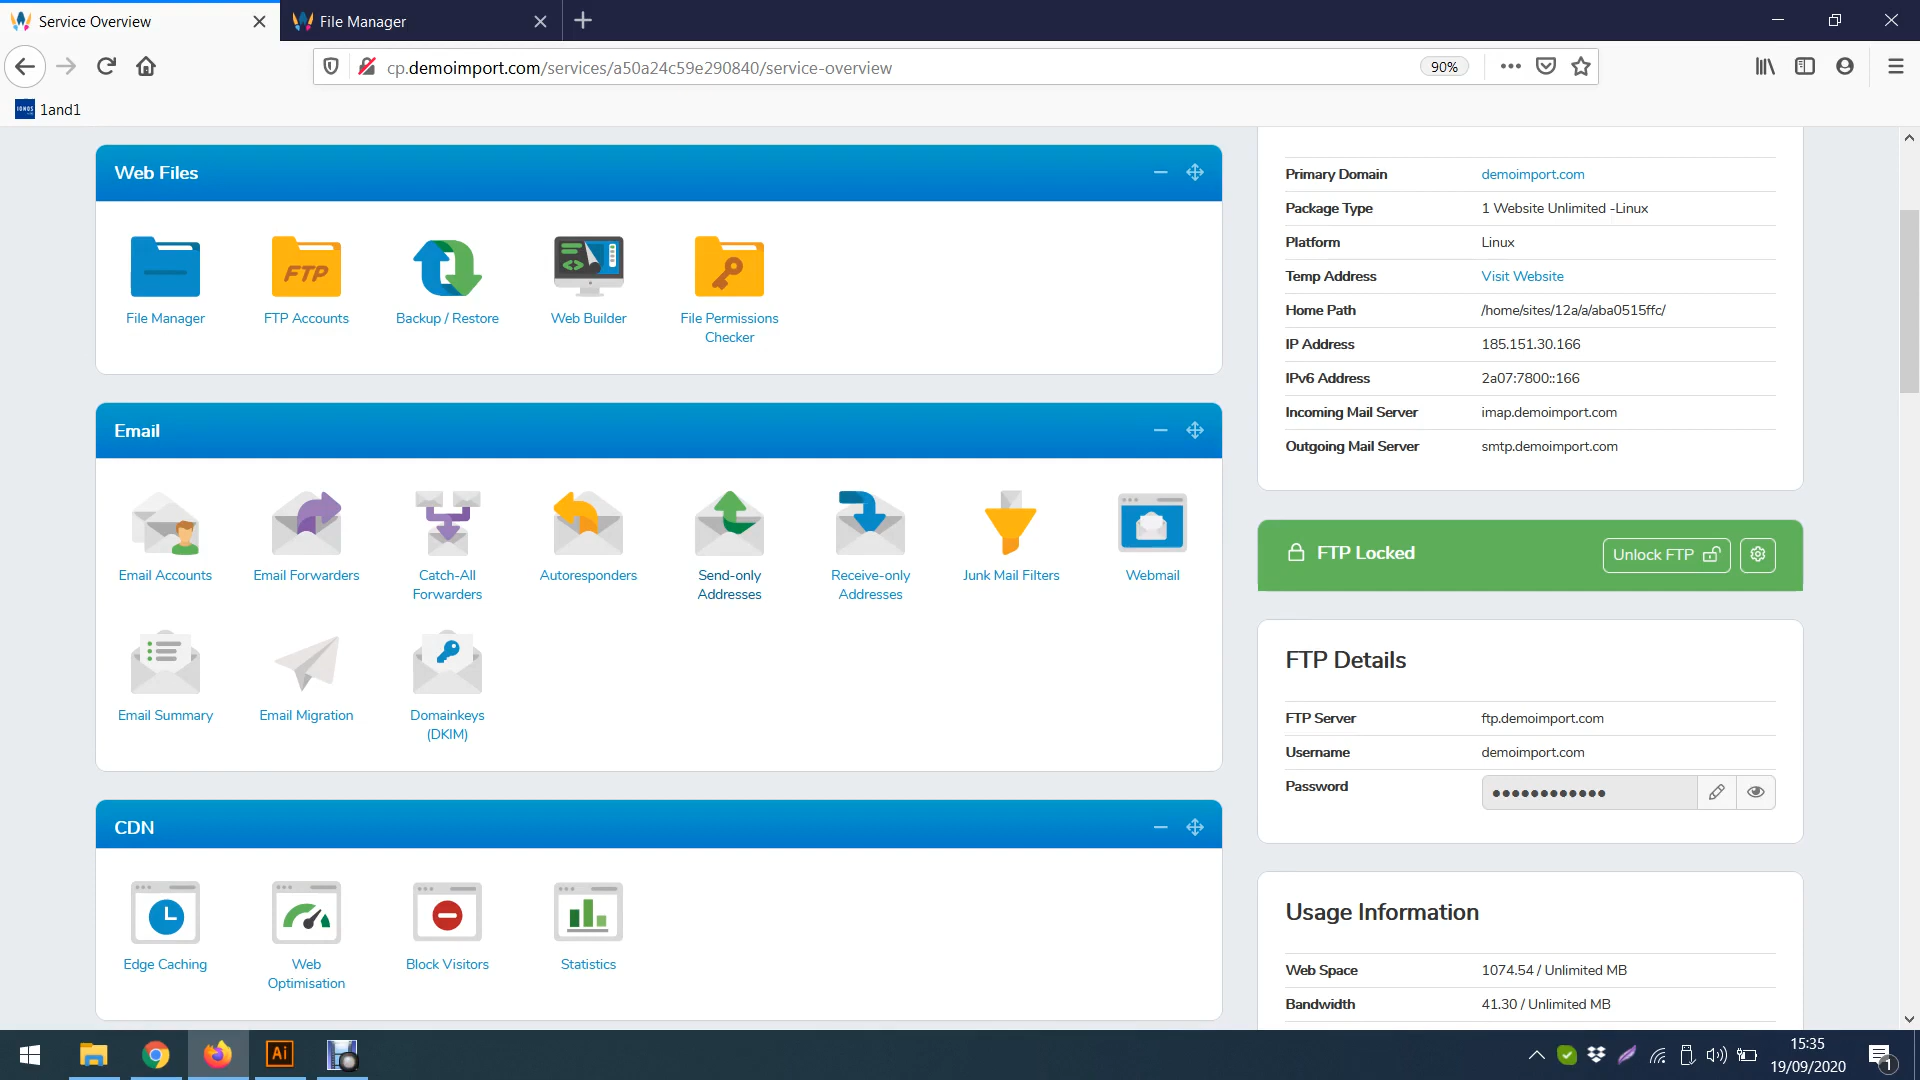 Service Overview
File Manager
cp.demoimport.com/services/a50a24c59e290840/service-overview
90%
IONOS
1and1
Web Files
File Manager
FTP
FTP Accounts
Backup / Restore
Web Builder
File Permissions
Checker
Email
Email Accounts
Email Forwarders
Catch-All
Forwarders
Autoresponders
Send-only
Addresses
Receive-only
Addresses
Junk Mail Filters
Webmail
Email Summary
Email Migration
Domainkeys
(DKIM)
CDN
Edge Caching
Web
Optimisation
Block Visitors
Statistics
Primary Domain demoimport.com
Package Type 1 Website Unlimited -Linux
Platform Linux
Temp Address Visit Website
Home Path /home/sites/12a/a/aba0515ffc/
IP Address 185.151.30.166
IPv6 Address 2a07:7800::166
Incoming Mail Server imap.demoimport.com
Outgoing Mail Server smtp.demoimport.com
FTP Locked
Unlock FTP
FTP Details
FTP Server ftp.demoimport.com
Username demoimport.com
Password ••••••••••••
Usage Information
Web Space 1074.54 / Unlimited MB
Bandwidth 41.30 / Unlimited MB
Ai
15:35
19/09/2020
1